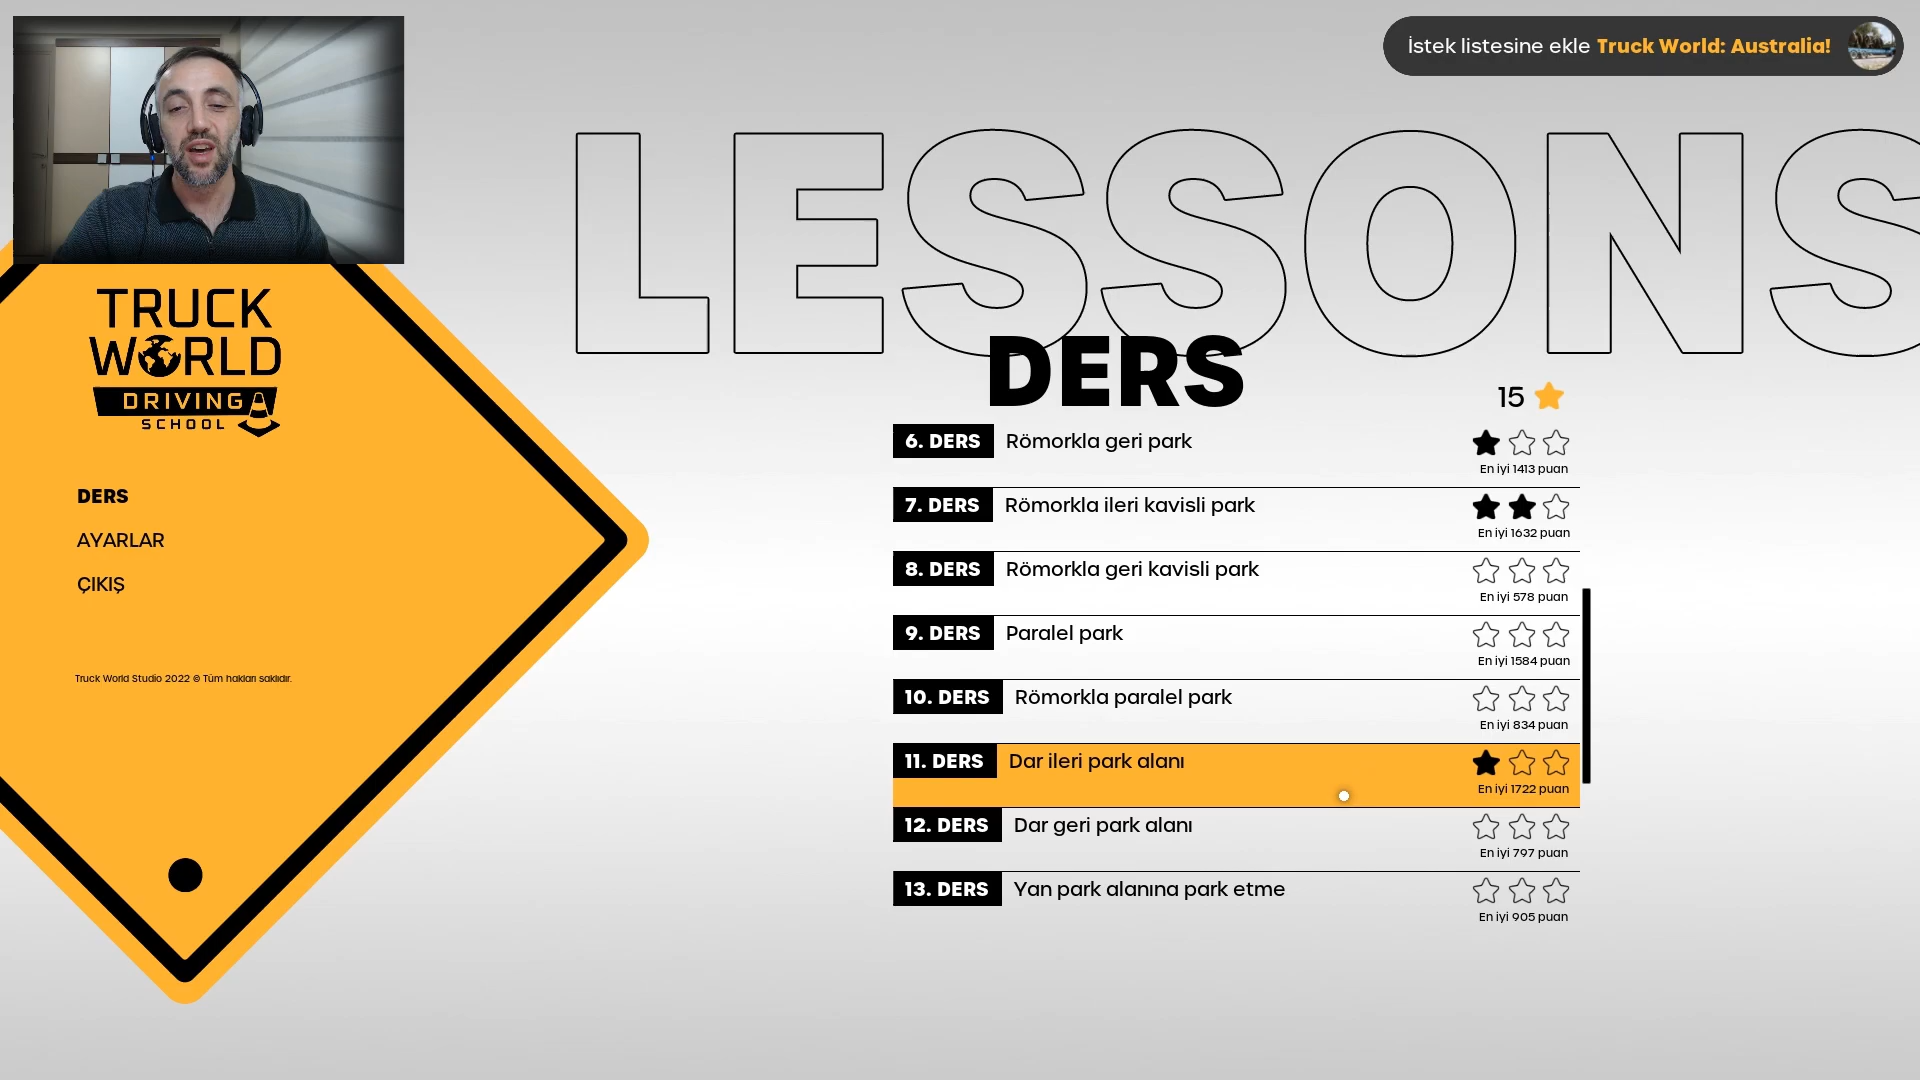 İstek listesine ekle Truck World: Australia!
LESSONS
DERS
15
TRUCK
WORLD
DRIVING
SCHOOL
DERS
AYARLAR
ÇIKIŞ
Truck World Studio 2022 © Tüm hakları saklıdır.
6. DERS Römorkla geri park
En iyi 1413 puan
7. DERS Römorkla ileri kavisli park
En iyi 1632 puan
8. DERS Römorkla geri kavisli park
En iyi 578 puan
9. DERS Paralel park
En iyi 1584 puan
10. DERS Römorkla paralel park
En iyi 834 puan
11. DERS Dar ileri park alanı
En iyi 1722 puan
12. DERS Dar geri park alanı
En iyi 797 puan
13. DERS Yan park alanına park etme
En iyi 905 puan